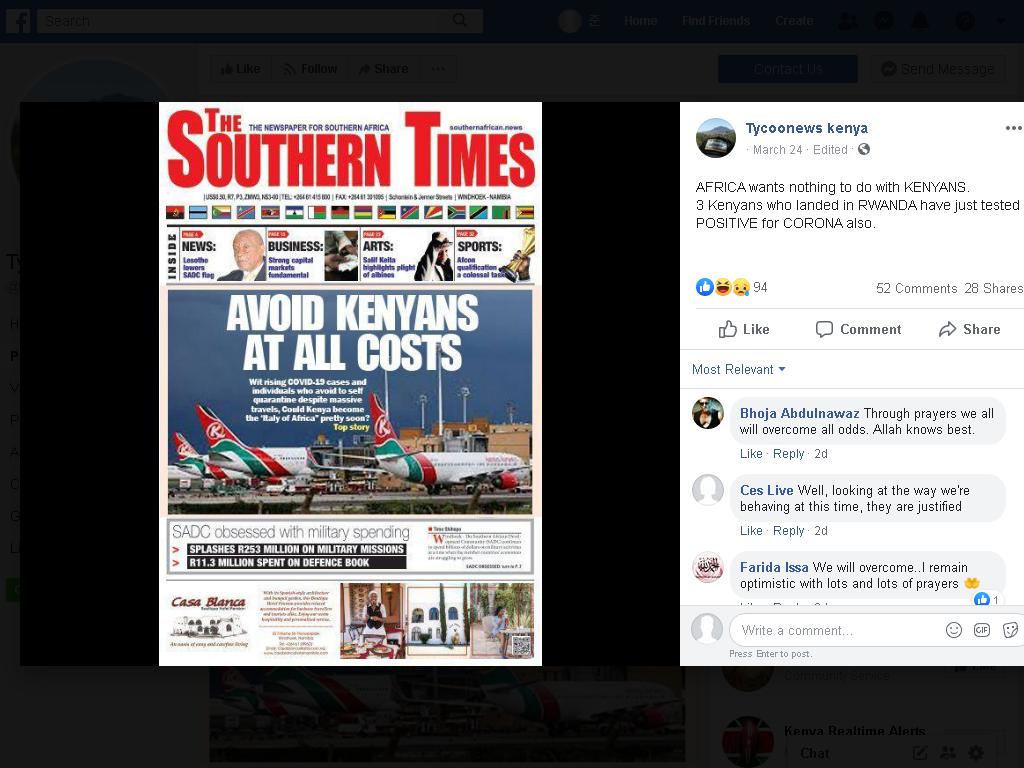 Search
Home
Find Friends
Create
Like
Follow
Share
Contact Us
Send Message
THE
THE NEWSPAPER FOR SOUTHERN AFRICA
southernafrican.news
SOUTHERN TIMES
INSIDE
NEWS:
Lesotho
lowers
SADC flag
BUSINESS:
Strong capital
markets
fundamental
ARTS:
Salif Keita
highlights plight
of albinos
SPORTS:
Afcon
qualification
a colossal task
AVOID KENYANS
AT ALL COSTS
Wit rising COVID-19 cases and
individuals who avoid to self
quarantine despite massive
travels, Could Kenya become
the "Italy of Africa" pretty soon?
Top story
SADC obsessed with military spending
> SPLASHES R253 MILLION ON MILITARY MISSIONS
> R11.3 MILLION SPENT ON DEFENCE BOOK
Casa Blanca
An oasis of easy and carefree living
Tycoonews kenya
· March 24 · Edited ·
AFRICA wants nothing to do with KENYANS.
3 Kenyans who landed in RWANDA have just tested
POSITIVE for CORONA also.
94
52 Comments 28 Shares
Like
Comment
Share
Most Relevant
Bhoja Abdulnawaz Through prayers we all
will overcome all odds. Allah knows best.
Like · Reply · 2d
Ces Live Well, looking at the way we're
behaving at this time, they are justified
Like · Reply · 2d
Farida Issa We will overcome..I remain
optimistic with lots and lots of prayers 🤲
1
Write a comment...
GIF
Press Enter to post.
Community Service
Kenya Realtime Alerts
Chat